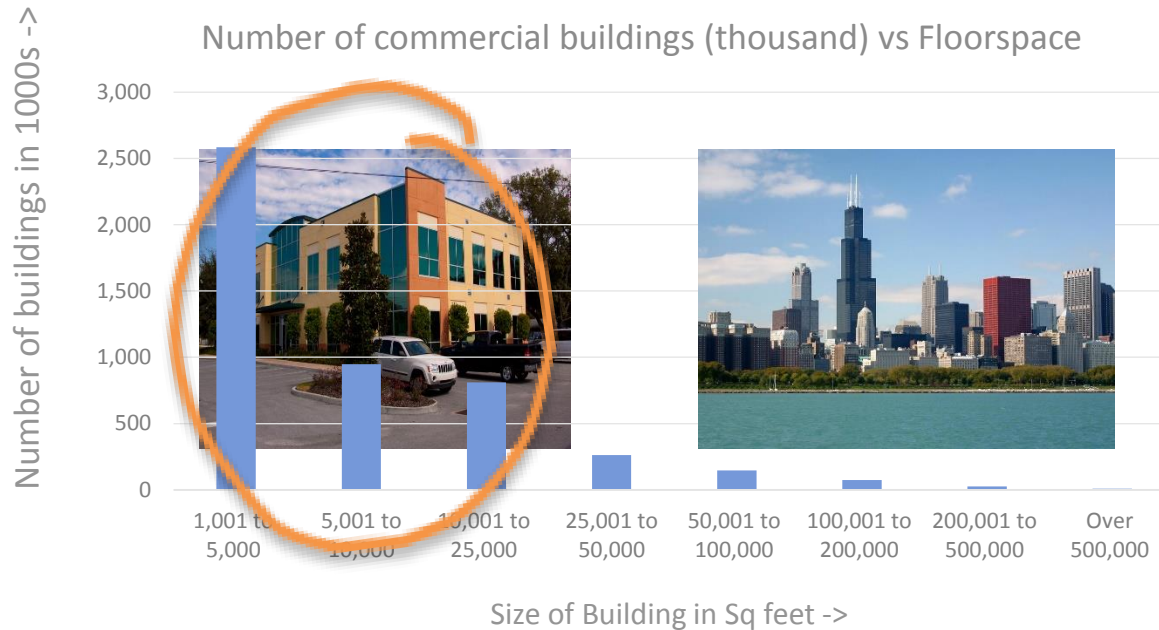 Number of commercial buildings (thousand) vs Floorspace
Number of buildings in 1000s ->
3,000
2,500
2,000
1,500
1,000
500
0
1,001 to 5,001 to 10,001 to 25,001 to 50,001 to 100,001 to 200,001 to Over
5,000 10,000 25,000 50,000 100,000 200,000 500,000 500,000
Size of Building in Sq feet ->